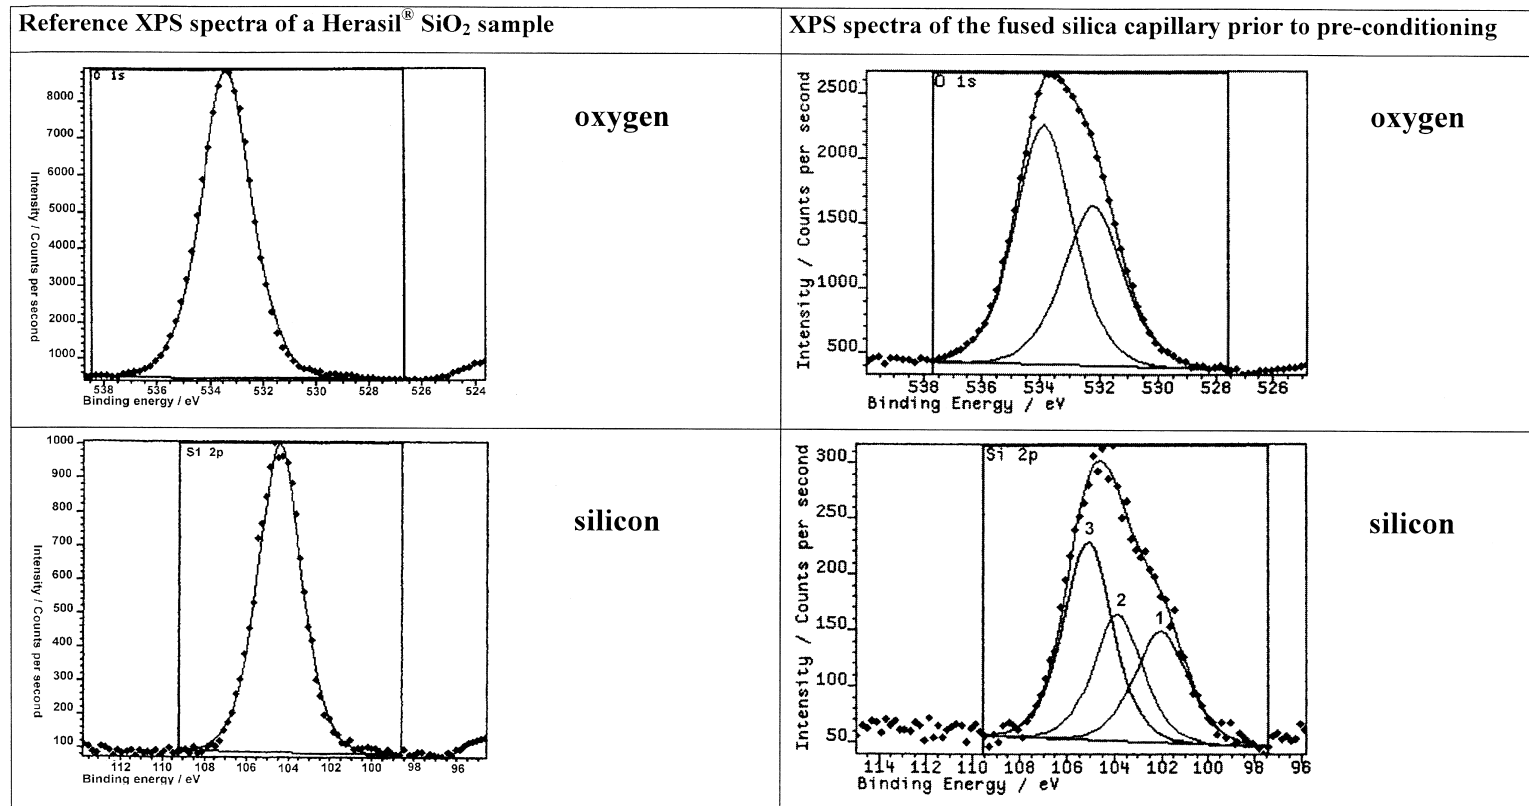 Reference XPS spectra of a Herasil® SiO₂ sample
XPS spectra of the fused silica capillary prior to pre-conditioning
O 1s
oxygen
Intensity / Counts per second
8000
7000
6000
5000
4000
3000
2000
1000
538 536 534 532 530 528 526 524
Binding energy / eV
O 1s
oxygen
Intensity / Counts per second
2500
2000
1500
1000
500
538 536 534 532 530 528 526
Binding Energy / eV
Si 2p
silicon
Intensity / Counts per second
1000
900
800
700
600
500
400
300
200
100
112 110 108 106 104 102 100 98 96
Binding energy / eV
Si 2p
silicon
Intensity / Counts per second
300
250
200
150
100
50
3
2
1
114 112 110 108 106 104 102 100 98 96
Binding Energy / eV